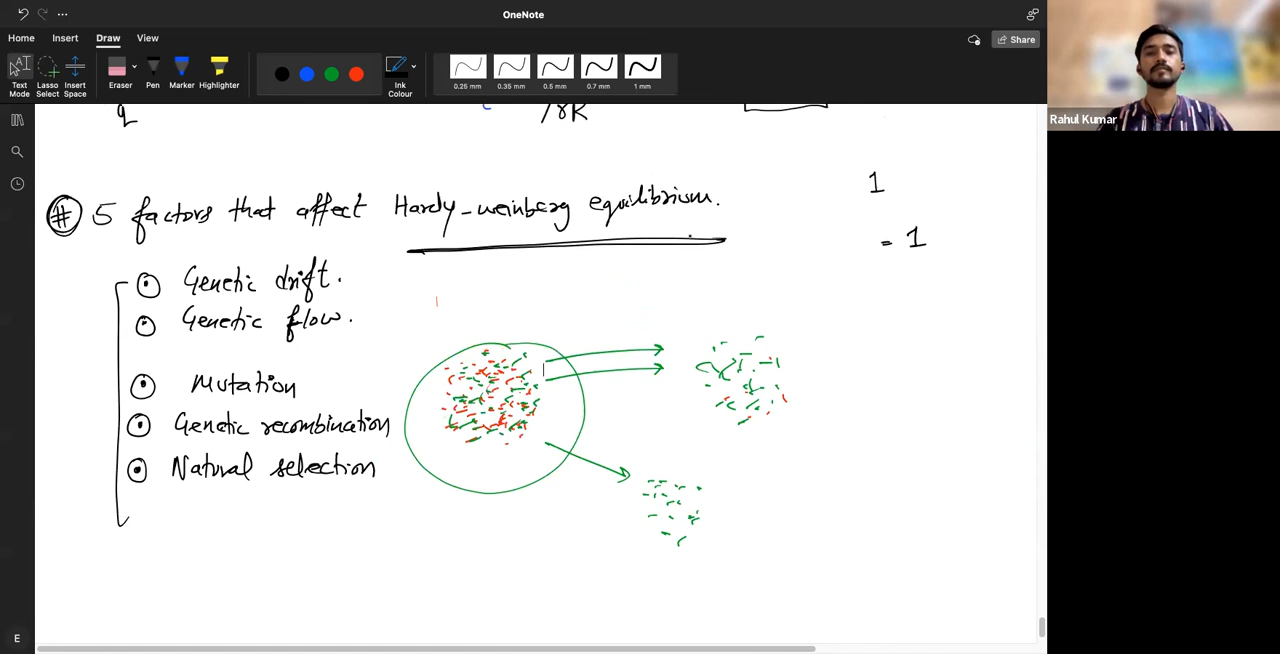 OneNote
Home Insert Draw View
Share
Text Mode
Lasso Select
Insert Space
Eraser
Pen
Marker
Highlighter
Ink Colour
0.25 mm 0.35 mm 0.5 mm 0.7 mm 1 mm
Rahul Kumar
q
/8K
1
# 5 factors that affect Hardy-weinberg equilibrium.
= 1
Genetic drift.
Genetic flow.
Mutation
Genetic recombination
Natural selection
E